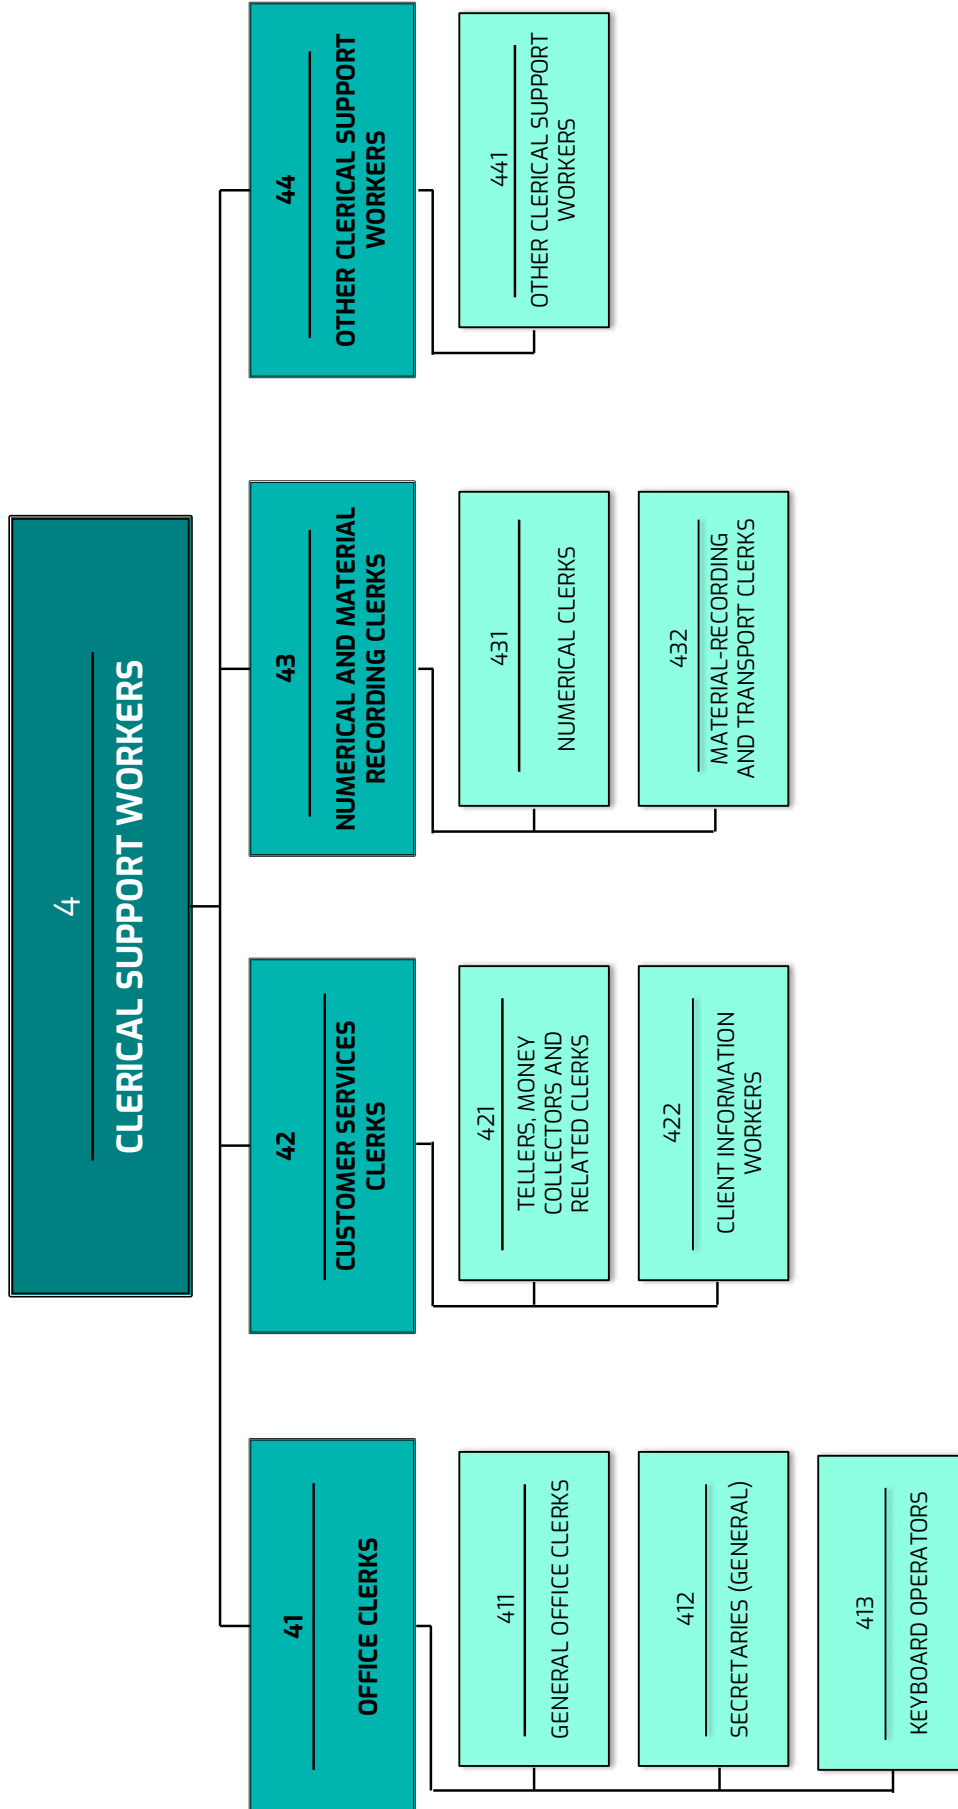 4
CLERICAL SUPPORT WORKERS
41
OFFICE CLERKS
411
GENERAL OFFICE CLERKS
412
SECRETARIES (GENERAL)
413
KEYBOARD OPERATORS
42
CUSTOMER SERVICES
CLERKS
421
TELLERS, MONEY
COLLECTORS AND
RELATED CLERKS
422
CLIENT INFORMATION
WORKERS
43
NUMERICAL AND MATERIAL
RECORDING CLERKS
431
NUMERICAL CLERKS
432
MATERIAL-RECORDING
AND TRANSPORT CLERKS
44
OTHER CLERICAL SUPPORT
WORKERS
441
OTHER CLERICAL SUPPORT
WORKERS